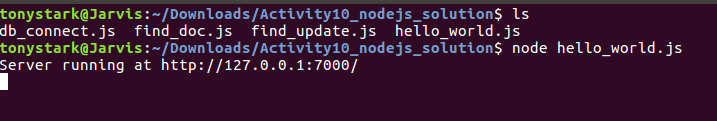 tonystark@Jarvis:~/Downloads/Activity10_nodejs_solution$ ls
db_connect.js  find_doc.js  find_update.js  hello_world.js
tonystark@Jarvis:~/Downloads/Activity10_nodejs_solution$ node hello_world.js
Server running at http://127.0.0.1:7000/